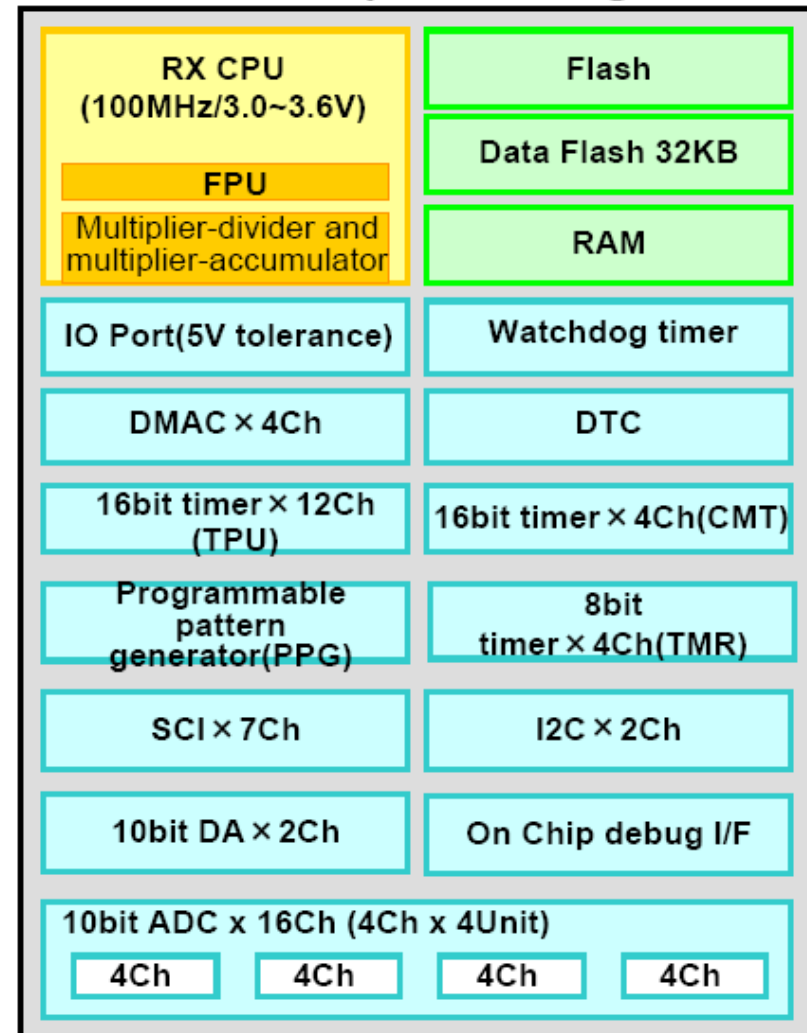 RX CPU
(100MHz/3.0~3.6V)
FPU
Multiplier-divider and
multiplier-accumulator
Flash
Data Flash 32KB
RAM
IO Port(5V tolerance)
Watchdog timer
DMAC×4Ch
DTC
16bit timer×12Ch
(TPU)
16bit timer×4Ch(CMT)
Programmable
pattern
generator(PPG)
8bit
timer×4Ch(TMR)
SCI×7Ch
I2C×2Ch
10bit DA×2Ch
On Chip debug I/F
10bit ADC x 16Ch (4Ch x 4Unit)
4Ch
4Ch
4Ch
4Ch